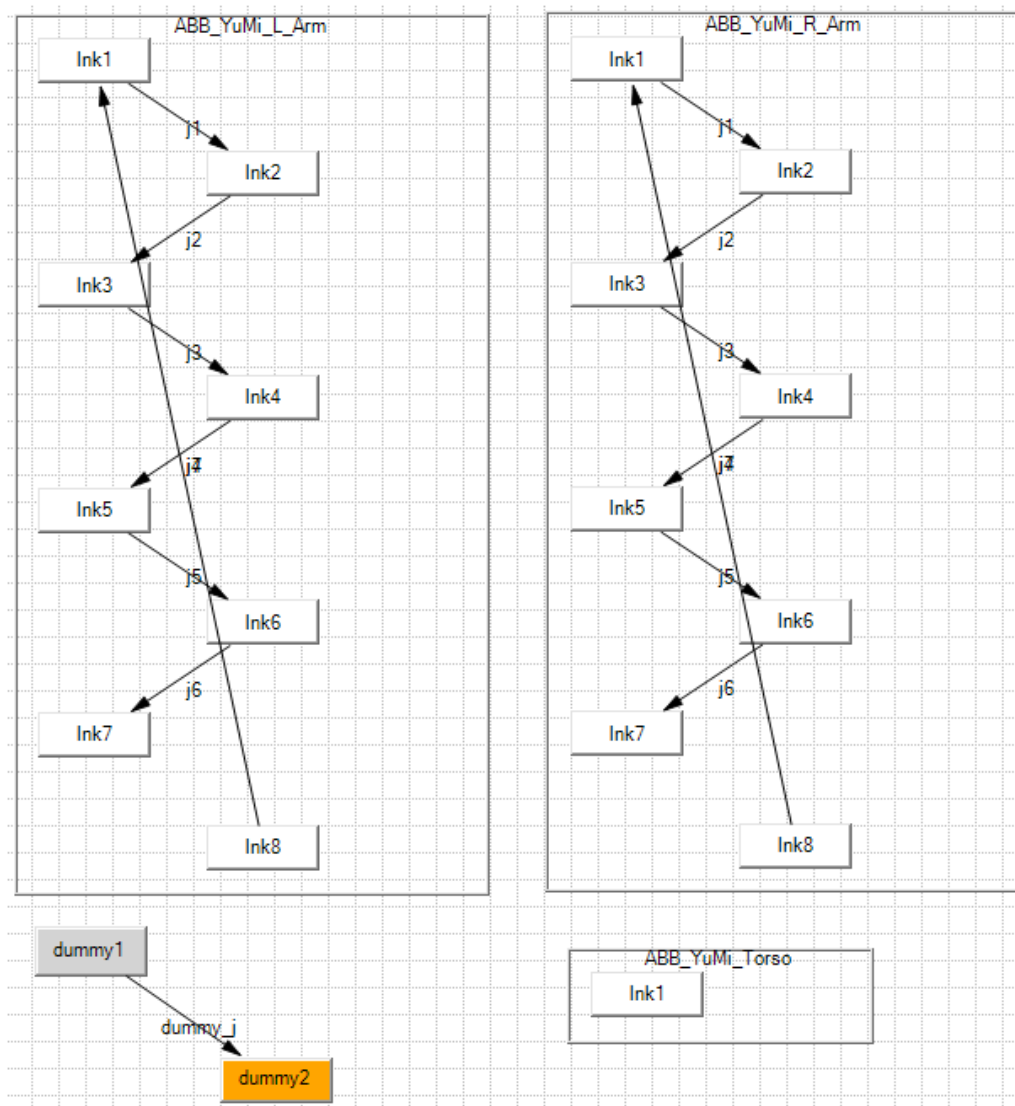 ABB_YuMi_L_Arm
lnk1
j1
lnk2
j2
lnk3
j3
lnk4
lnk5
j5
lnk6
j6
lnk7
lnk8
ABB_YuMi_R_Arm
lnk1
j1
lnk2
j2
lnk3
j3
lnk4
lnk5
j5
lnk6
j6
lnk7
lnk8
dummy1
dummy_j
dummy2
ABB_YuMi_Torso
lnk1